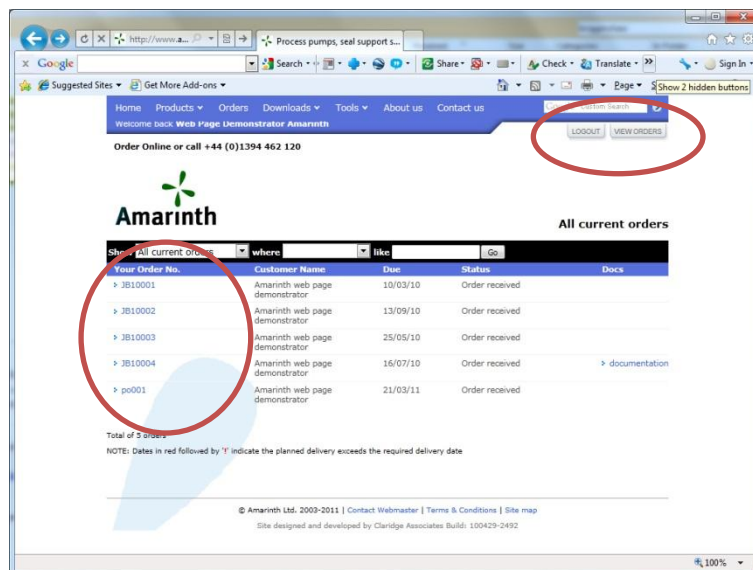 http://www.a...
Process pumps, seal support s...
x Google
Search
Share
Check
Translate
Sign In
Suggested Sites
Get More Add-ons
Page
Show 2 hidden buttons
Home Products Orders Downloads Tools About us Contact us
Custom Search
Welcome back Web Page Demonstrator Amarinth
LOGOUT VIEW ORDERS
Order Online or call +44 (0)1394 462 120
Amarinth
All current orders
Show All current orders where like Go
Your Order No. Customer Name Due Status Docs
JB10001 Amarinth web page demonstrator 10/03/10 Order received
JB10002 Amarinth web page demonstrator 13/09/10 Order received
JB10003 Amarinth web page demonstrator 25/05/10 Order received
JB10004 Amarinth web page demonstrator 16/07/10 Order received documentation
po001 Amarinth web page demonstrator 21/03/11 Order received
Total of 5 orders
NOTE: Dates in red followed by '!' indicate the planned delivery exceeds the required delivery date
© Amarinth Ltd. 2003-2011 | Contact Webmaster | Terms & Conditions | Site map
Site designed and developed by Claridge Associates Build: 100429-2492
100%